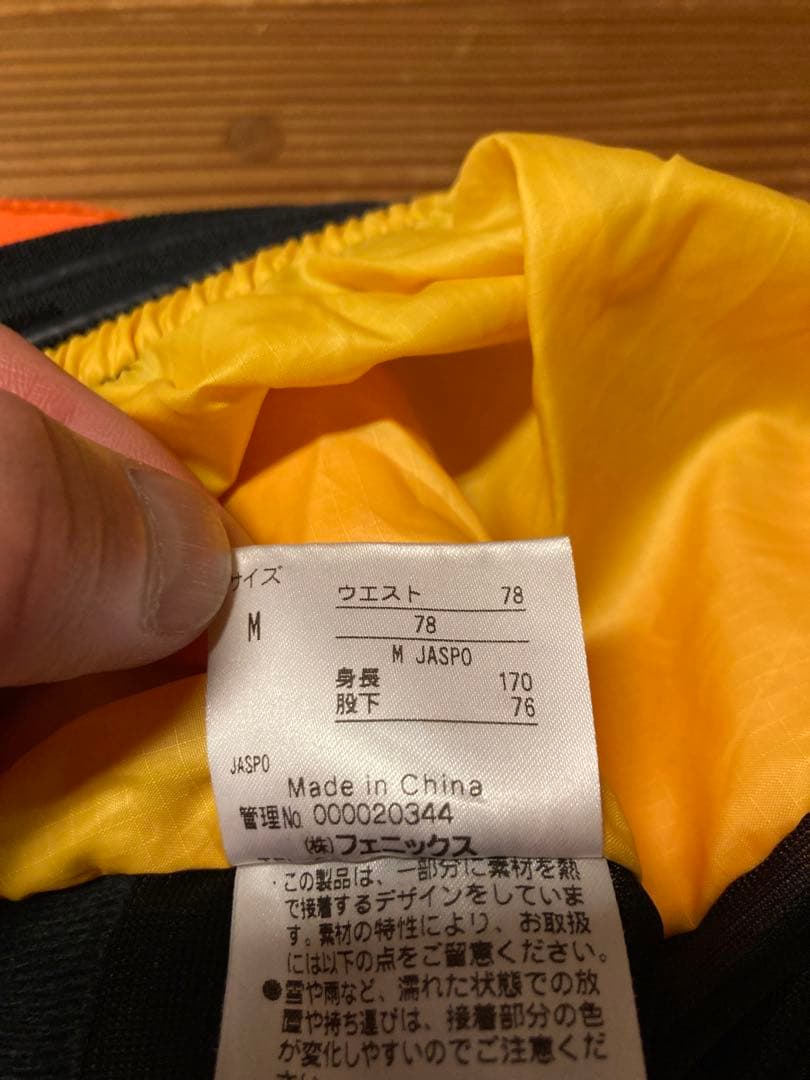 サイズ
M
ウエスト 78
78
M JASPO
身長 170
股下 76
JASPO
Made in China
管理No. 000020344
(株)フェニックス
・この製品は、一部分に素材を熱
で接着するデザインをしていま
す。素材の特性により、お取扱
には以下の点をご留意ください。
●雪や雨など、濡れた状態での放
置や持ち運びは、接着部分の色
が変化しやすいのでご注意くだ
さい